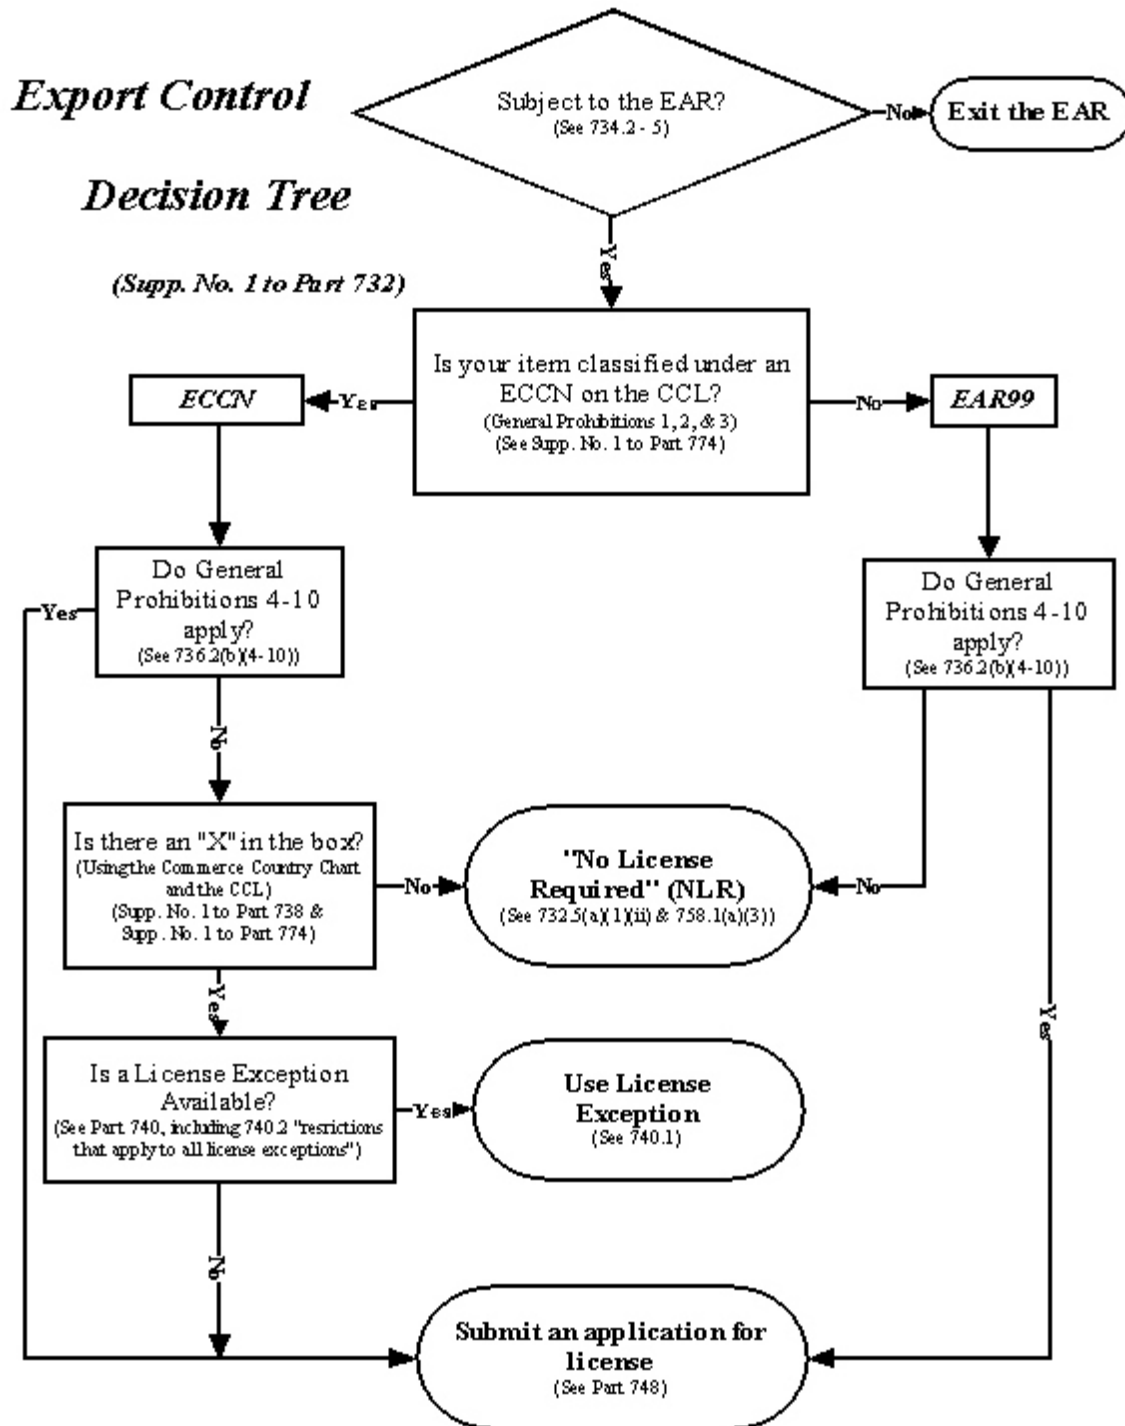 Export Control
Decision Tree
(Supp. No. 1 to Part 732)
Subject to the EAR?
(See 734.2 - 5)
No
Exit the EAR
Yes
Is your item classified under an
ECCN on the CCL?
(General Prohibitions 1, 2, & 3)
(See Supp. No. 1 to Part 774)
Yes
ECCN
No
EAR99
Do General
Prohibitions 4-10
apply?
(See 736.2(b)(4-10))
Yes
No
Do General
Prohibitions 4-10
apply?
(See 736.2(b)(4-10))
Is there an "X" in the box?
(Using the Commerce Country Chart
and the CCL)
(Supp. No. 1 to Part 738 &
Supp. No. 1 to Part 774)
No
"No License
Required" (NLR)
(See 732.5(a)(1)(ii) & 758.1(a)(3))
No
Yes
Yes
Is a License Exception
Available?
(See Part 740, including 740.2 "restrictions
that apply to all license exceptions")
Yes
Use License
Exception
(See 740.1)
No
Submit an application for
license
(See Part 748)